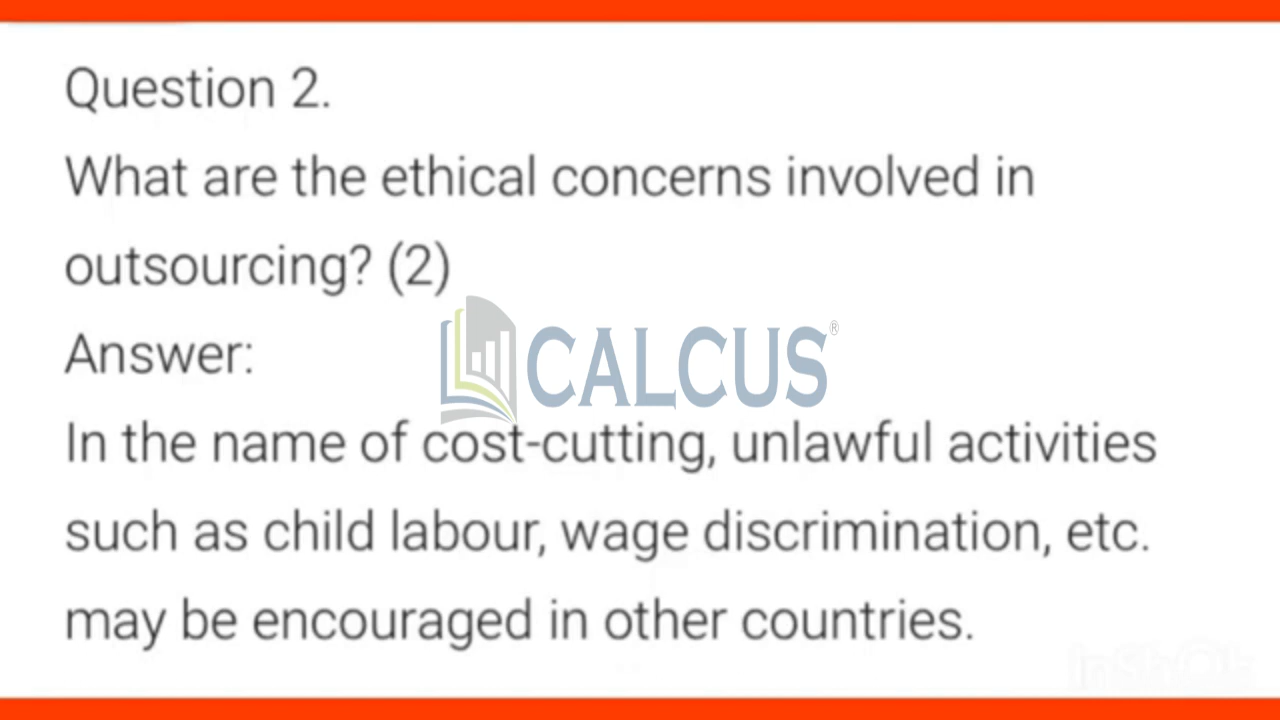 Question 2.
What are the ethical concerns involved in
outsourcing? (2)
CALCUS®
Answer:
In the name of cost-cutting, unlawful activities
such as child labour, wage discrimination, etc.
may be encouraged in other countries.
InShOt